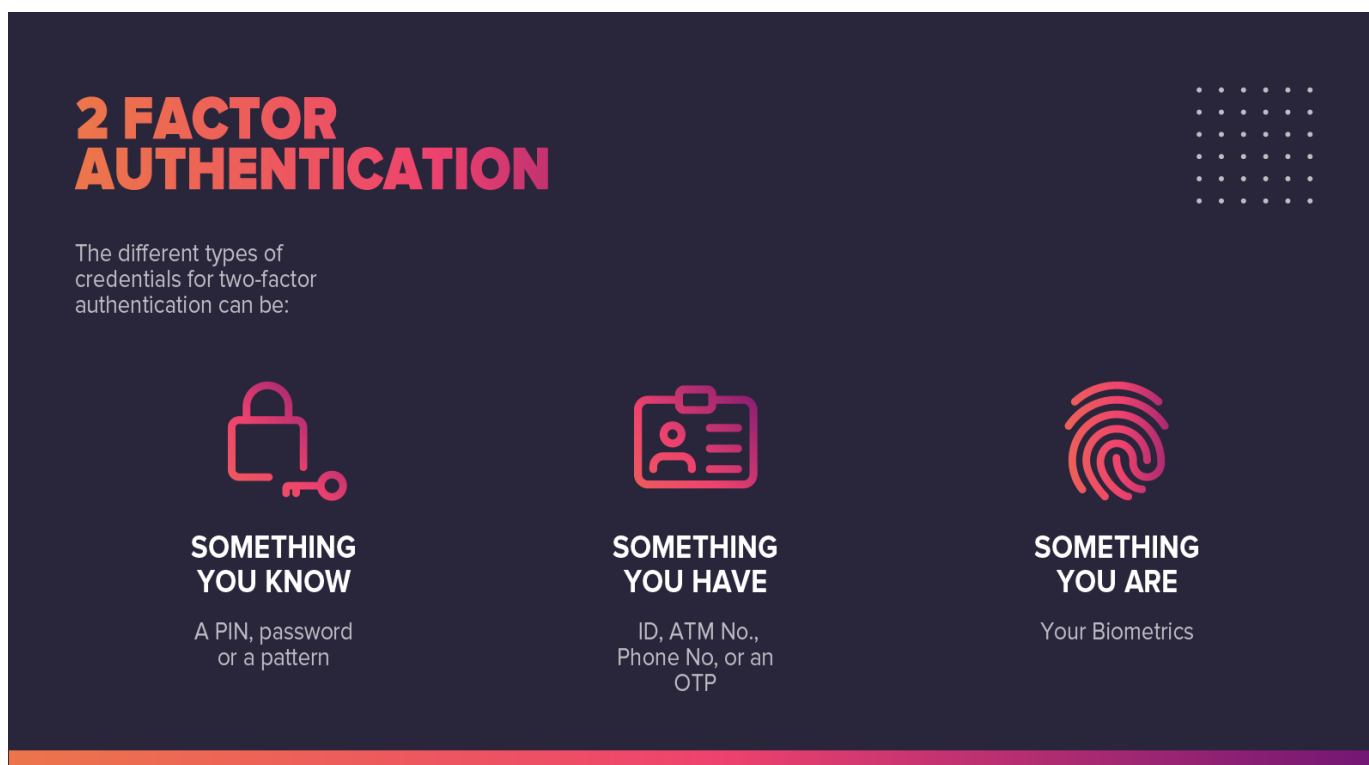 2 FACTOR
AUTHENTICATION
The different types of
credentials for two-factor
authentication can be:
SOMETHING
YOU KNOW
A PIN, password
or a pattern
SOMETHING
YOU HAVE
ID, ATM No.,
Phone No, or an
OTP
SOMETHING
YOU ARE
Your Biometrics